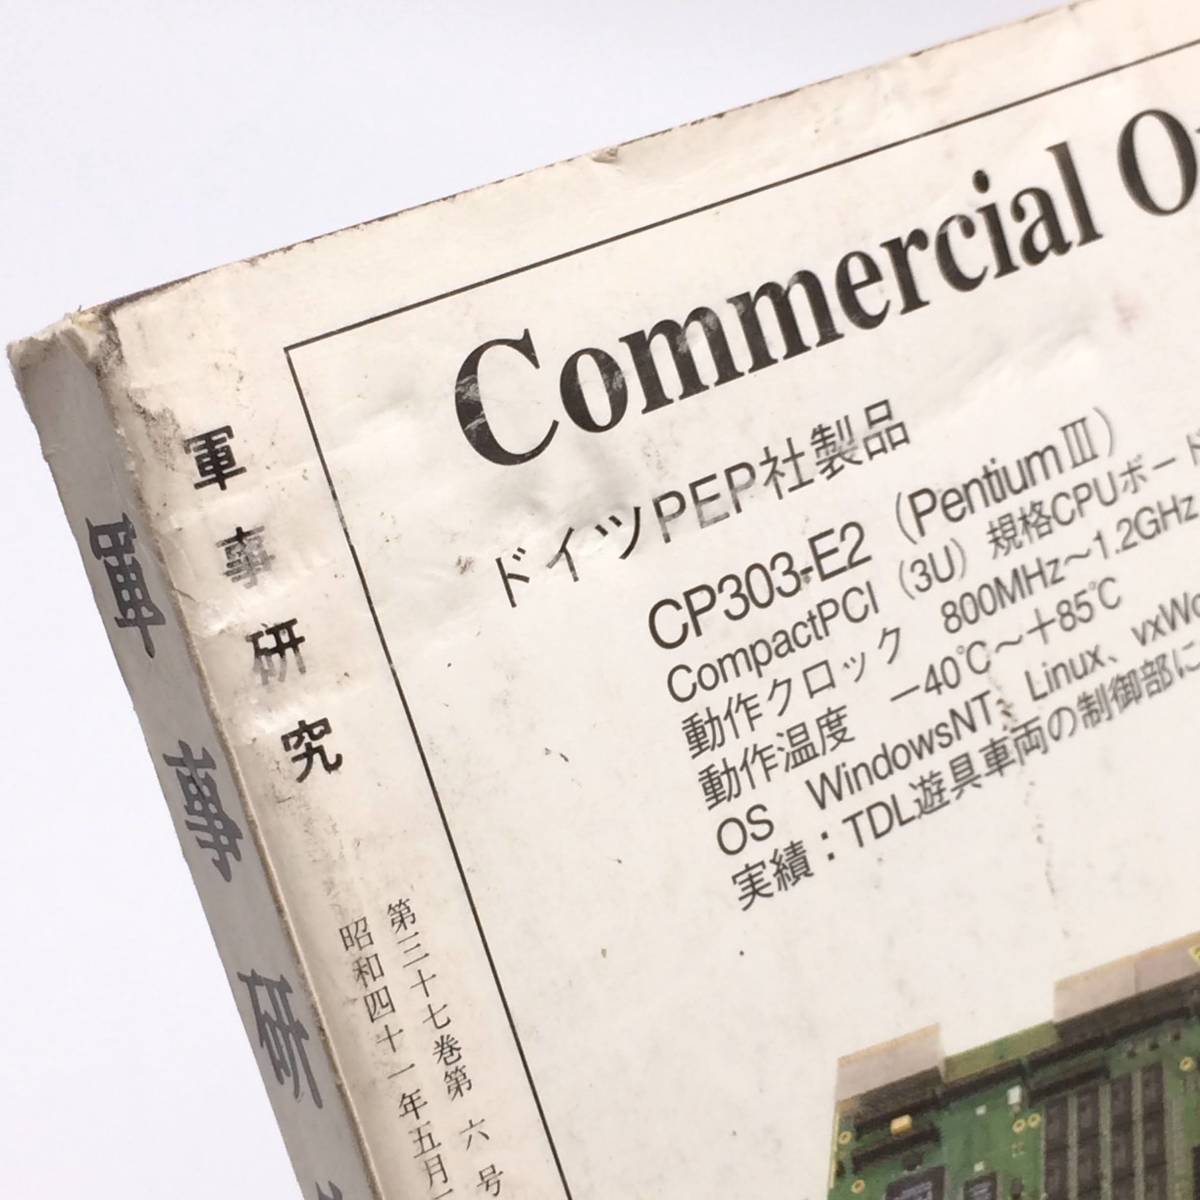 Commercial
ドイツPEP社製品
CP303-E2 (PentiumⅢ)
CompactPCI (3U) 規格CPUボード
動作クロック 800MHz～1.2GHz
動作温度 －40℃～＋85℃
OS WindowsNT、Linux、vxWo
実績：TDL遊具車両の制御部に
軍事研究
第三十七巻第六号
昭和四十一年五月
軍事研